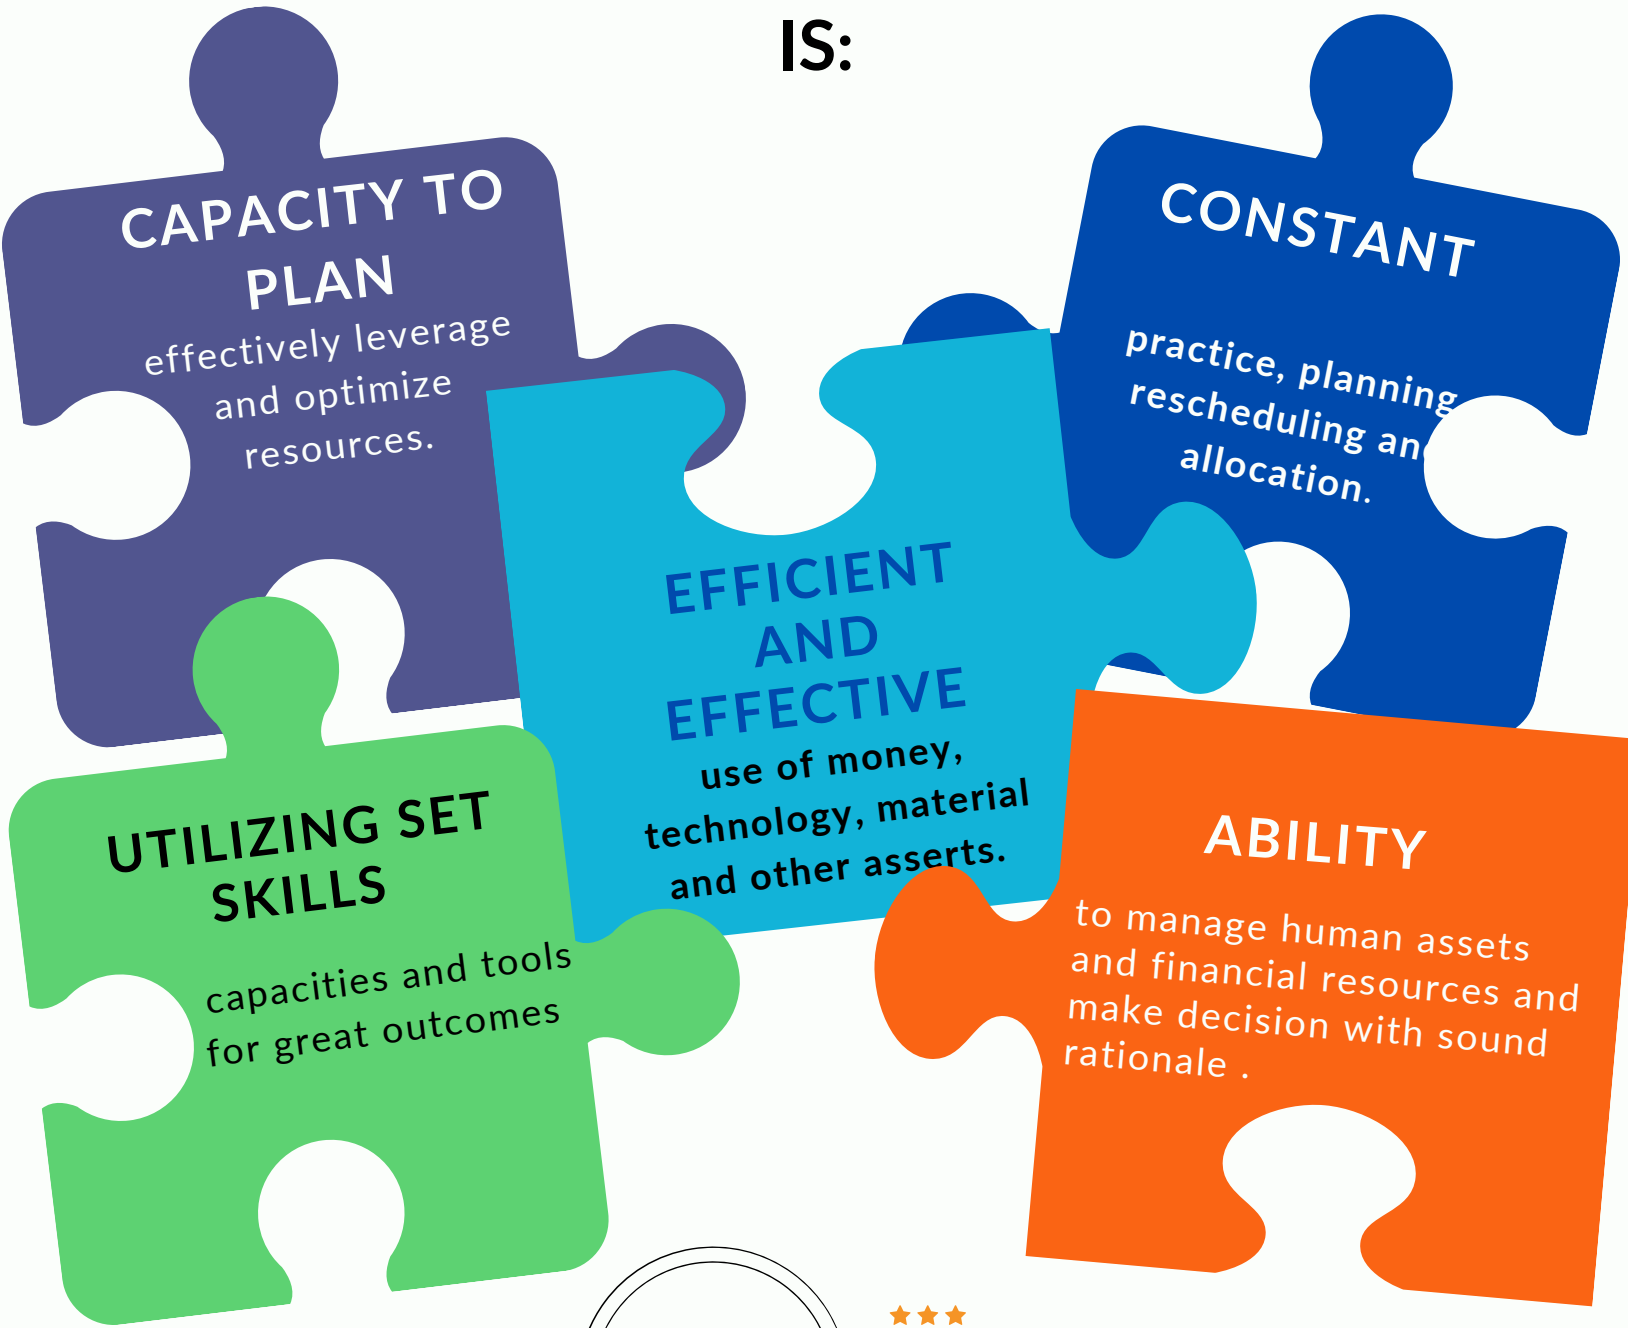 IS:
CAPACITY TO
PLAN
effectively leverage
and optimize
resources.
CONSTANT
practice, planning
rescheduling and
allocation.
EFFICIENT
AND
EFFECTIVE
use of money,
technology, material
and other asserts.
UTILIZING SET
SKILLS
capacities and tools
for great outcomes
ABILITY
to manage human assets
and financial resources and
make decision with sound
rationale .